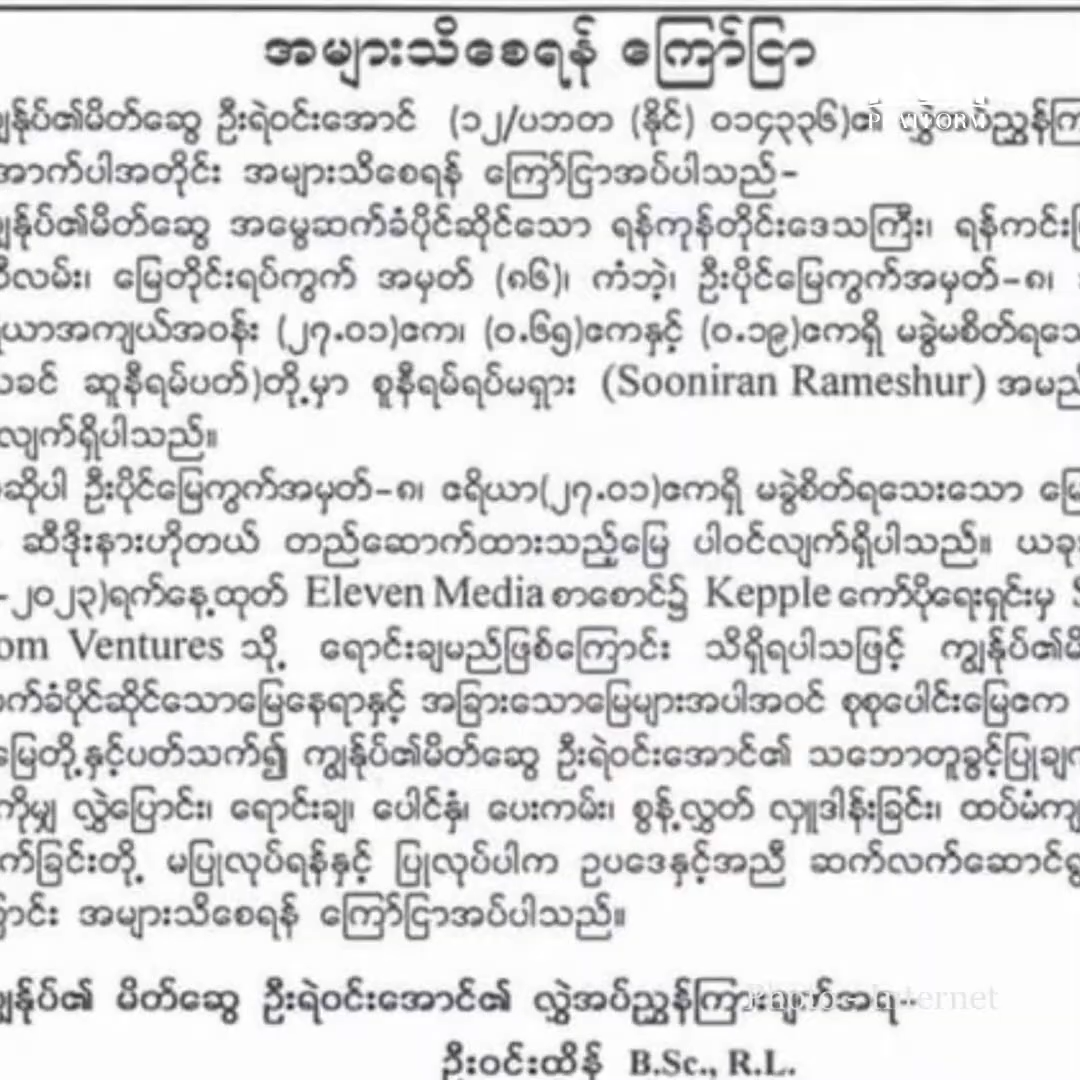 အများသိစေရန် ကြော်ငြာ
ကျွန်ုပ်၏မိတ်ဆွေ ဦးရဲဝင်းအောင် (၁၂/ပဘတ (နိုင်) ၀၁၄၃၃၆)၏ လွှဲအပ်ညွှန်ကြ
PLATFORM
အောက်ပါအတိုင်း အများသိစေရန် ကြော်ငြာအပ်ပါသည်-
ကျွန်ုပ်၏မိတ်ဆွေ အမွေဆက်ခံပိုင်ဆိုင်သော ရန်ကုန်တိုင်းဒေသကြီး၊ ရန်ကင်းမြ
လမ်း၊ မြေတိုင်းရပ်ကွက် အမှတ် (၈၆)၊ ကံဘဲ့၊ ဦးပိုင်မြေကွက်အမှတ်-၈၊
ရိယာအကျယ်အဝန်း (၂၇.၀၁)ဧက၊ (၀.၆၅)ဧကနှင့် (၀.၁၉)ဧကရှိ မခွဲမစိတ်ရသေ
ယခင် ဆူနီရမ်ပတ်)တို့မှာ စူနီရမ်ရပ်မရှား (Sooniran Rameshur) အမည်
လျက်ရှိပါသည်။
ဆိုပါ ဦးပိုင်မြေကွက်အမှတ်-၈၊ ဧရိယာ(၂၇.၀၁)ဧကရှိ မခွဲစိတ်ရသေးသော မြေ
ဆီဒိုးနားဟိုတယ် တည်ဆောက်ထားသည့်မြေ ပါဝင်လျက်ရှိပါသည်။ ယခု
-၂၀၂၃)ရက်နေ့ထုတ် Eleven Media စာစောင်၌ Kepple ကော်ပိုရေးရှင်းမှ S
om Ventures သို့ ရောင်းချမည်ဖြစ်ကြောင်း သိရှိရပါသဖြင့် ကျွန်ုပ်၏မိ
က်ခံပိုင်ဆိုင်သောမြေနေရာနှင့် အခြားသောမြေများအပါအဝင် စုစုပေါင်းမြေဧက
မြေတို့နှင့်ပတ်သက်၍ ကျွန်ုပ်၏မိတ်ဆွေ ဦးရဲဝင်းအောင်၏ သဘောတူခွင့်ပြုချ
ကိုမျှ လွှဲပြောင်း၊ ရောင်းချ၊ ပေါင်နှံ၊ ပေးကမ်း၊ စွန့်လွှတ် လှူဒါန်းခြင်း၊ ထပ်မံကျ
က်ခြင်းတို့ မပြုလုပ်ရန်နှင့် ပြုလုပ်ပါက ဥပဒေနှင့်အညီ ဆက်လက်ဆောင်ရွ
ကြောင်း အများသိစေရန် ကြော်ငြာအပ်ပါသည်။
ကျွန်ုပ်၏ မိတ်ဆွေ ဦးရဲဝင်းအောင်၏ လွှဲအပ်ညွှန်ကြားချက်အရ-
Photo - Internet
ဦးဝင်းထိန် B.Sc., R.L.